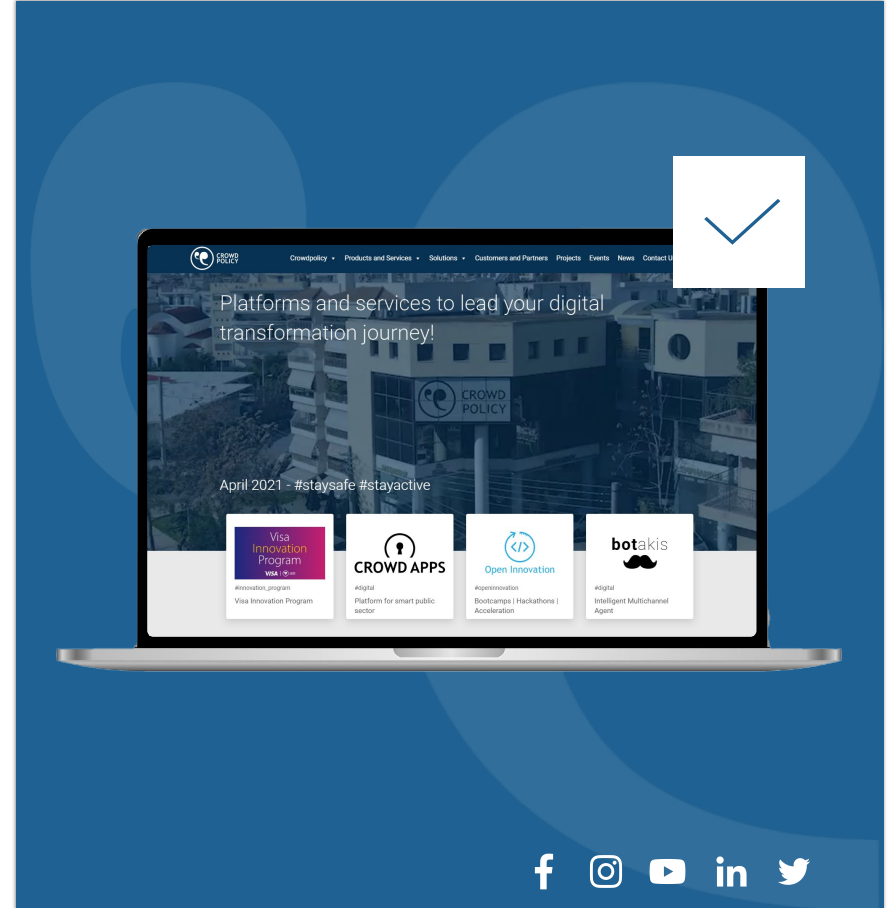 CROWD
POLICY
Crowdpolicy Products and Services Solutions Customers and Partners Projects Events News Contact U
Platforms and services to lead your digital
transformation journey!
CROWD
POLICY
April 2021 - #staysafe #stayactive
Visa
Innovation
Program
VISA
#innovation_program
Visa Innovation Program
CROWD APPS
#digital
Platform for smart public
sector
Open Innovation
#openinnovation
Bootcamps | Hackathons |
Acceleration
botakis
#digital
Intelligent Multichannel
Agent